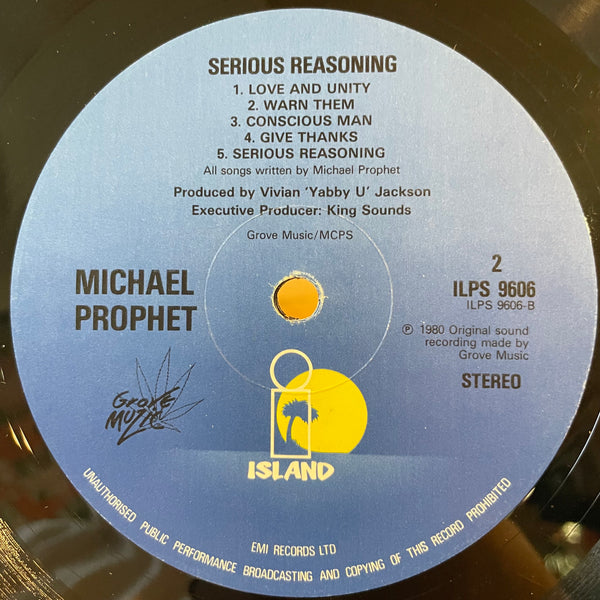 SERIOUS REASONING
1. LOVE AND UNITY
2. WARN THEM
3. CONSCIOUS MAN
4. GIVE THANKS
5. SERIOUS REASONING
All songs written by Michael Prophet
Produced by Vivian 'Yabby U' Jackson
Executive Producer: King Sounds
Grove Music/MCPS
MICHAEL
PROPHET
2
ILPS 9606
ILPS 9606-B
℗ 1980 Original sound
recording made by
Grove Music
STEREO
GROVE
MUZIC
ISLAND
EMI RECORDS LTD
UNAUTHORISED PUBLIC PERFORMANCE BROADCASTING AND COPYING OF THIS RECORD PROHIBITED